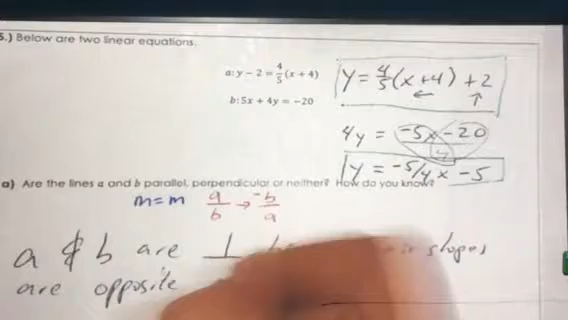 5.) Below are two linear equations.
a: y - 2 = 4/5(x + 4)
y = 4/5(x+4) + 2
b: 5x + 4y = -20
4y = -5x - 20
4
y = -5/4 x - 5
a) Are the lines a and b parallel, perpendicular or neither? How do you know?
m=m a/b → -b/a
a & b are ⊥ slopes
are opposite